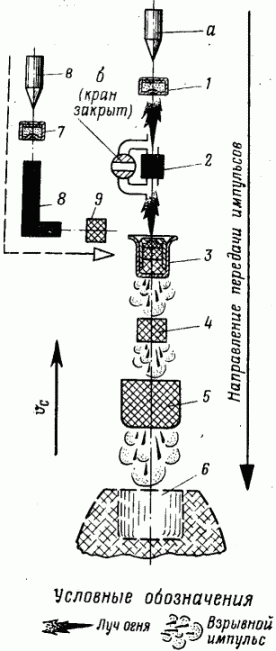 в
а
б
(кран
закрыт)
1
7
2
8
9
3
4
5
6
v_c
Направление передачи импульсов
Условные обозначения
Луч огня
Взрывной
импульс